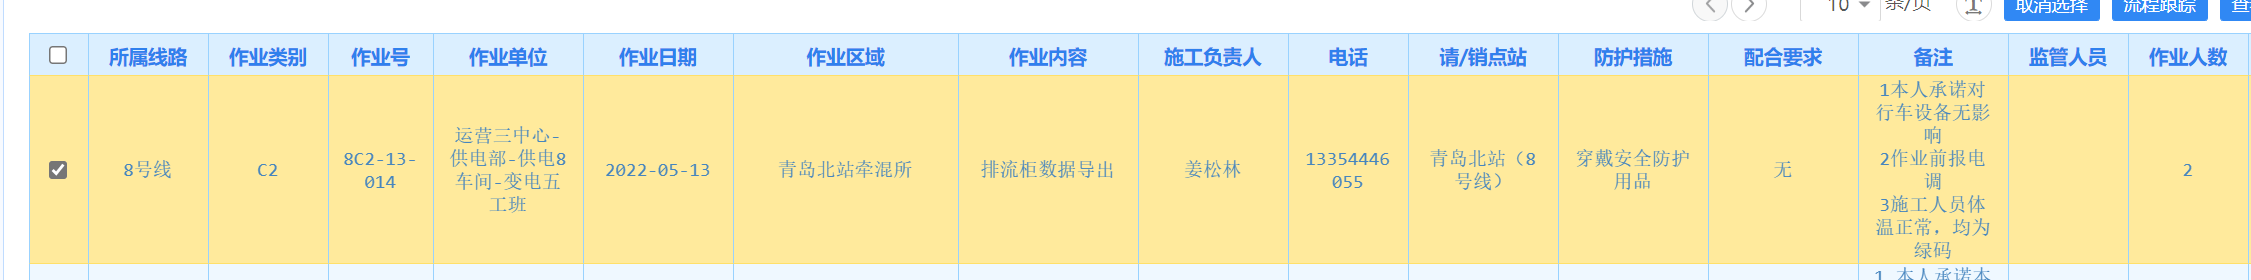 10 条/页 取消选择 流程跟踪
所属线路 作业类别 作业号 作业单位 作业日期 作业区域 作业内容 施工负责人 电话 请/销点站 防护措施 配合要求 备注 监管人员 作业人数
8号线
C2
8C2-13-
014
运营三中心-
供电部-供电8
车间-变电五
工班
2022-05-13
青岛北站牵混所
排流柜数据导出
姜松林
13354446
055
青岛北站（8
号线）
穿戴安全防护
用品
无
1本人承诺对
行车设备无影
响
2作业前报电
调
3施工人员体
温正常，均为
绿码
2